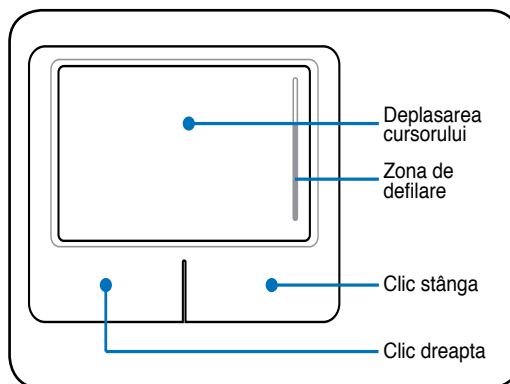 Deplasarea
cursorului
Zona de
defilare
Clic stânga
Clic dreapta